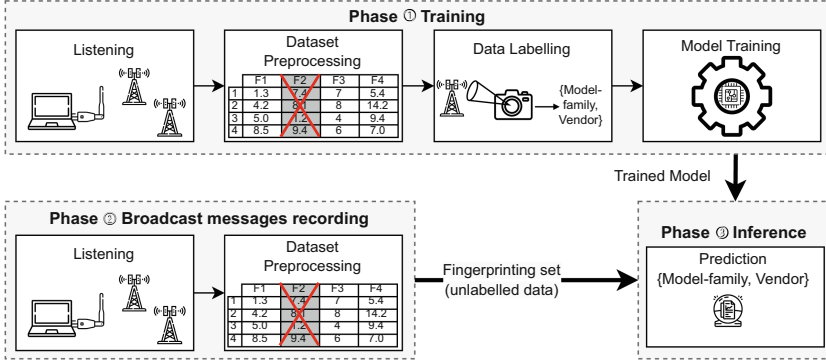 Phase ① Training
Listening
Dataset
Preprocessing
F1 F2 F3 F4
1 1.3 7.4 7 5.4
2 4.2 8 14.2
3 5.0 1.2 4 9.4
4 8.5 9.4 6 7.0
Data Labelling
{Model-
family,
Vendor}
Model Training
Trained Model
Phase ② Broadcast messages recording
Listening
Dataset
Preprocessing
F1 F2 F3 F4
1 1.3 7.4 7 5.4
2 4.2 8 14.2
3 5.0 1.2 4 9.4
4 8.5 9.4 6 7.0
Fingerprinting set
(unlabelled data)
Phase ③ Inference
Prediction
{Model-family, Vendor}